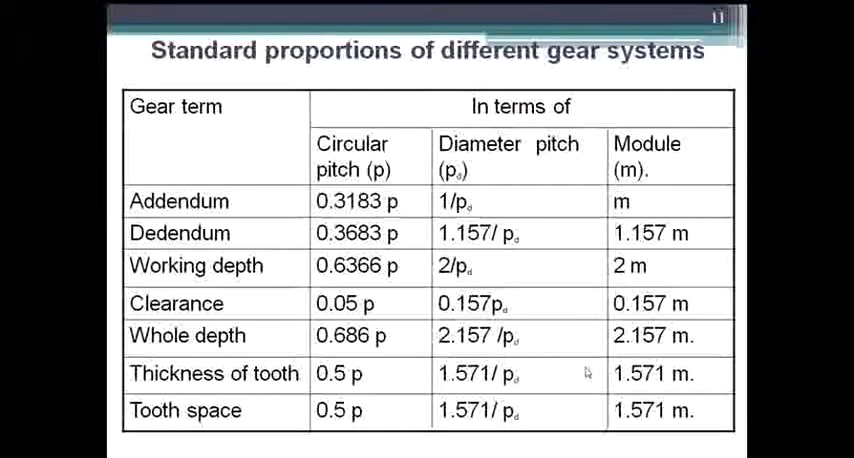 11
Standard proportions of different gear systems
Gear term In terms of
Circular pitch (p) Diameter pitch (pd) Module (m).
Addendum 0.3183 p 1/pd m
Dedendum 0.3683 p 1.157/ pd 1.157 m
Working depth 0.6366 p 2/pd 2 m
Clearance 0.05 p 0.157pd 0.157 m
Whole depth 0.686 p 2.157 /pd 2.157 m.
Thickness of tooth 0.5 p 1.571/ pd 1.571 m.
Tooth space 0.5 p 1.571/ pd 1.571 m.